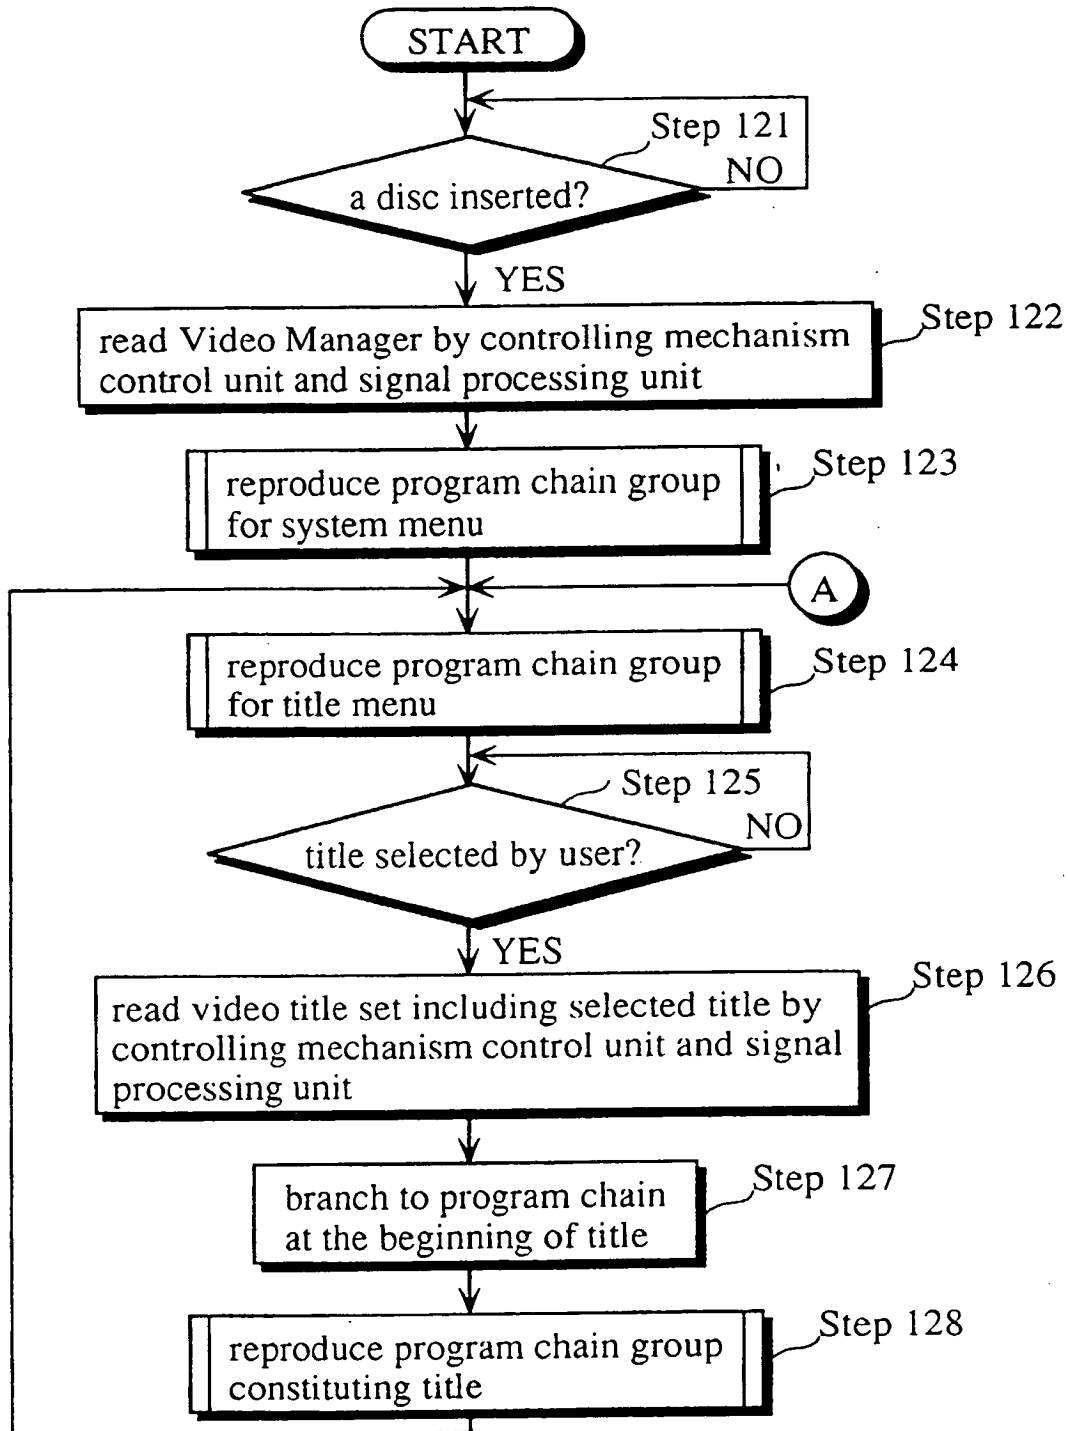 START
Step 121
NO
a disc inserted?
YES
Step 122
read Video Manager by controlling mechanism
control unit and signal processing unit
Step 123
reproduce program chain group
for system menu
A
Step 124
reproduce program chain group
for title menu
Step 125
NO
title selected by user?
YES
Step 126
read video title set including selected title by
controlling mechanism control unit and signal
processing unit
Step 127
branch to program chain
at the beginning of title
Step 128
reproduce program chain group
constituting title